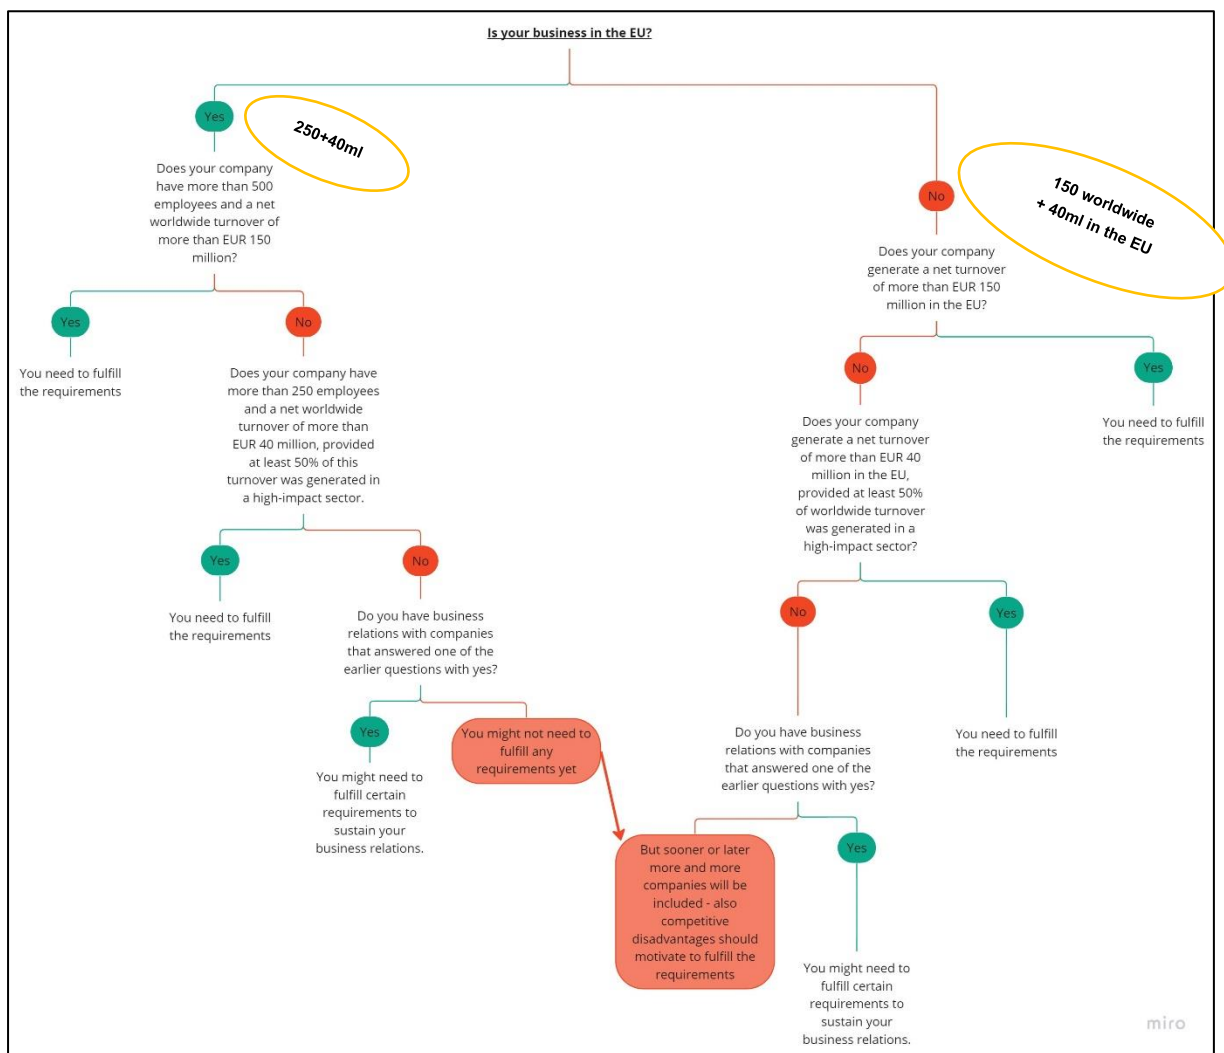 Is your business in the EU?
Yes
250+40ml
Does your company
have more than 500
employees and a net
worldwide turnover of
more than EUR 150
million?
Yes
You need to fulfill
the requirements
No
Does your company have
more than 250 employees
and a net worldwide
turnover of more than
EUR 40 million, provided
at least 50% of this
turnover was generated in
a high-impact sector.
Yes
You need to fulfill
the requirements
No
Do you have business
relations with companies
that answered one of the
earlier questions with yes?
Yes
You might need to
fulfill certain
requirements to
sustain your
business relations.
You might not need to
fulfill any
requirements yet
No
150 worldwide
+ 40ml in the EU
Does your company
generate a net turnover
of more than EUR 150
million in the EU?
No
Does your company
generate a net turnover
of more than EUR 40
million in the EU,
provided at least 50%
of worldwide turnover
was generated in a
high-impact sector?
Yes
You need to fulfill
the requirements
No
Do you have business
relations with companies
that answered one of the
earlier questions with yes?
Yes
You need to fulfill
the requirements
But sooner or later
more and more
companies will be
included - also
competitive
disadvantages should
motivate to fulfill the
requirements
Yes
You might need to
fulfill certain
requirements to
sustain your
business relations.
miro